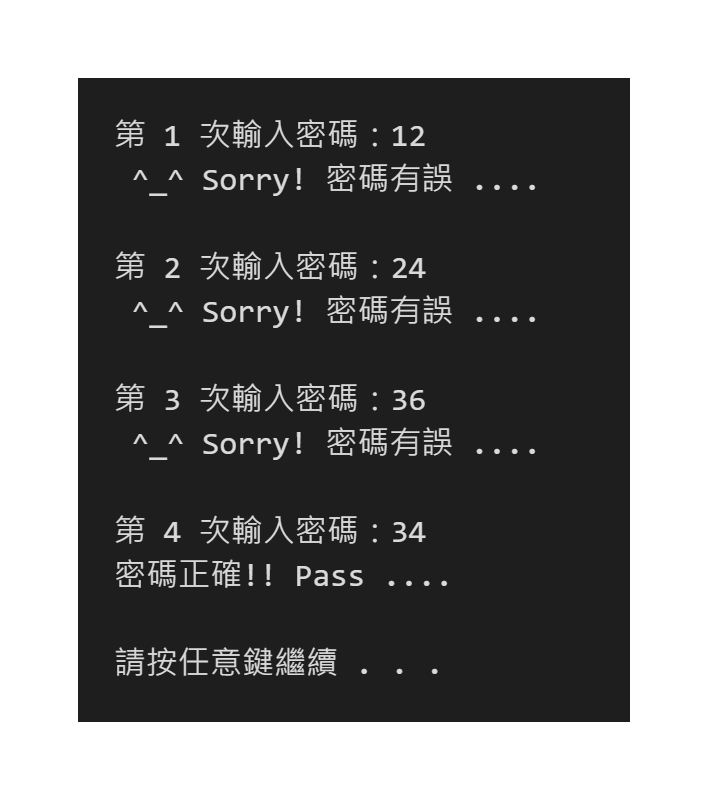 第 1 次輸入密碼：12
^_^ Sorry! 密碼有誤 ....
第 2 次輸入密碼：24
^_^ Sorry! 密碼有誤 ....
第 3 次輸入密碼：36
^_^ Sorry! 密碼有誤 ....
第 4 次輸入密碼：34
密碼正確!! Pass ....
請按任意鍵繼續 . . .